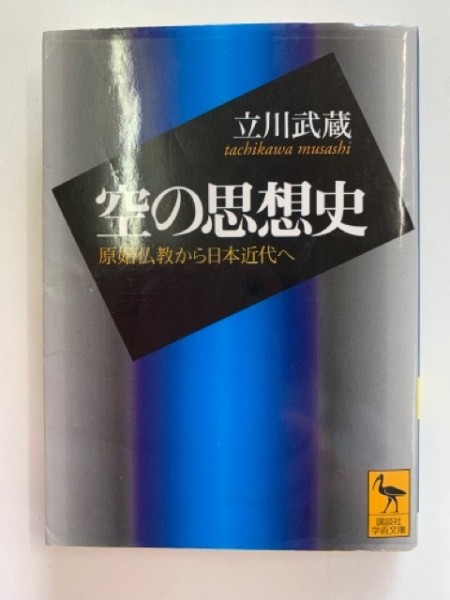 立川武蔵
tachikawa musashi
空の思想史
原始仏教から日本近代へ
講談社
学術文庫